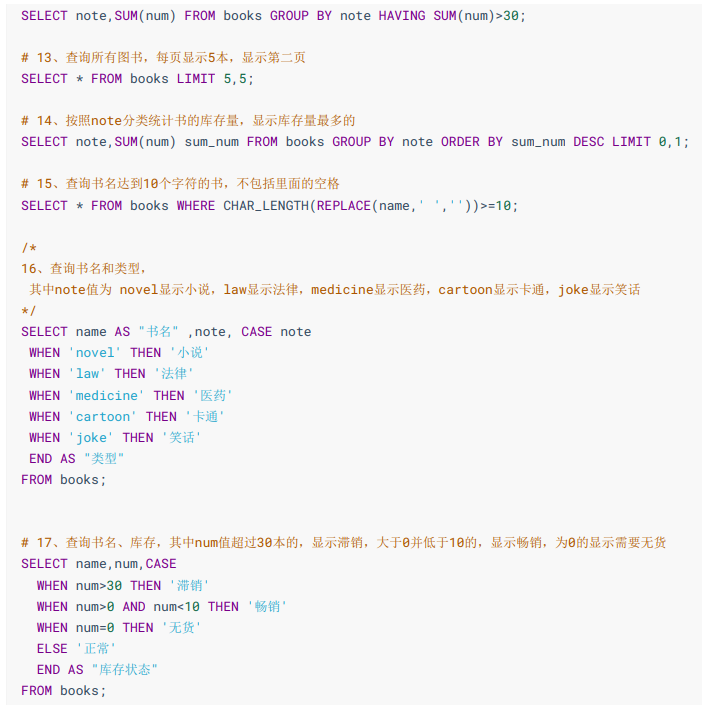 SELECT note,SUM(num) FROM books GROUP BY note HAVING SUM(num)>30;
# 13、查询所有图书，每页显示5本，显示第二页
SELECT * FROM books LIMIT 5,5;
# 14、按照note分类统计书的库存量，显示库存量最多的
SELECT note,SUM(num) sum_num FROM books GROUP BY note ORDER BY sum_num DESC LIMIT 0,1;
# 15、查询书名达到10个字符的书，不包括里面的空格
SELECT * FROM books WHERE CHAR_LENGTH(REPLACE(name,' ',''))>=10;
/*
16、查询书名和类型，
其中note值为 novel显示小说，law显示法律，medicine显示医药，cartoon显示卡通，joke显示笑话
*/
SELECT name AS "书名" ,note, CASE note
WHEN 'novel' THEN '小说'
WHEN 'law' THEN '法律'
WHEN 'medicine' THEN '医药'
WHEN 'cartoon' THEN '卡通'
WHEN 'joke' THEN '笑话'
END AS "类型"
FROM books;
# 17、查询书名、库存，其中num值超过30本的，显示滞销，大于0并低于10的，显示畅销，为0的显示需要无货
SELECT name,num,CASE
WHEN num>30 THEN '滞销'
WHEN num>0 AND num<10 THEN '畅销'
WHEN num=0 THEN '无货'
ELSE '正常'
END AS "库存状态"
FROM books;